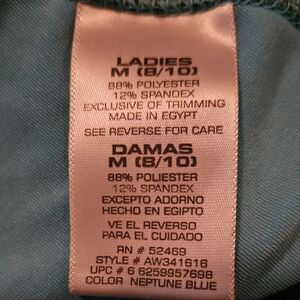 LADIES
M (8/10)
88% POLYESTER
12% SPANDEX
EXCLUSIVE OF TRIMMING
MADE IN EGYPT
SEE REVERSE FOR CARE
DAMAS
M (8/10)
88% POLIESTER
12% SPANDEX
EXCEPTO ADORNO
HECHO EN EGIPTO
VE EL REVERSO
PARA EL CUIDADO
RN # 52469
STYLE # AW341616
UPC # 6 6259957698
COLOR NEPTUNE BLUE